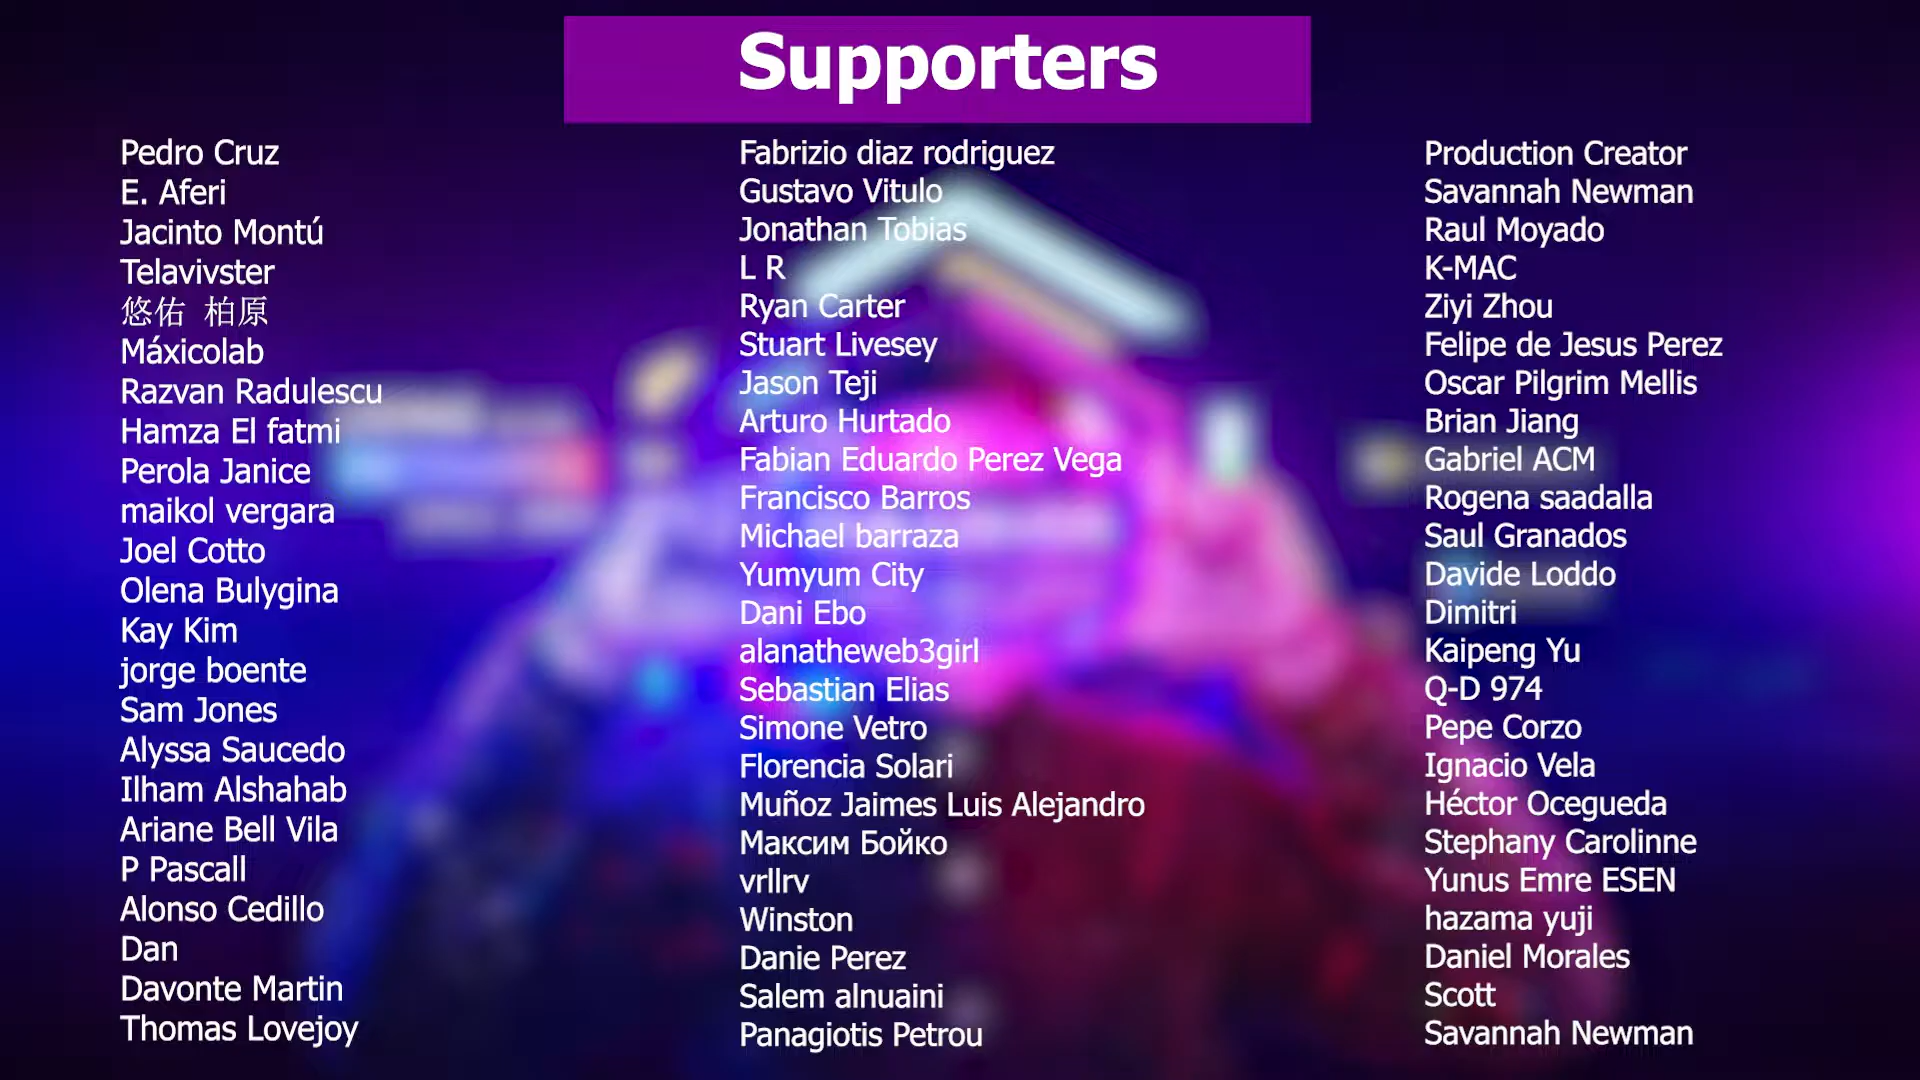 Supporters
Pedro Cruz
E. Aferi
Jacinto Montú
Telavivster
悠佑 柏原
Máxicolab
Razvan Radulescu
Hamza El fatmi
Perola Janice
maikol vergara
Joel Cotto
Olena Bulygina
Kay Kim
jorge boente
Sam Jones
Alyssa Saucedo
Ilham Alshahab
Ariane Bell Vila
P Pascall
Alonso Cedillo
Dan
Davonte Martin
Thomas Lovejoy
Fabrizio diaz rodriguez
Gustavo Vitulo
Jonathan Tobias
L R
Ryan Carter
Stuart Livesey
Jason Teji
Arturo Hurtado
Fabian Eduardo Perez Vega
Francisco Barros
Michael barraza
Yumyum City
Dani Ebo
alanatheweb3girl
Sebastian Elias
Simone Vetro
Florencia Solari
Muñoz Jaimes Luis Alejandro
Максим Бойко
vrllrv
Winston
Danie Perez
Salem alnuaini
Panagiotis Petrou
Production Creator
Savannah Newman
Raul Moyado
K-MAC
Ziyi Zhou
Felipe de Jesus Perez
Oscar Pilgrim Mellis
Brian Jiang
Gabriel ACM
Rogena saadalla
Saul Granados
Davide Loddo
Dimitri
Kaipeng Yu
Q-D 974
Pepe Corzo
Ignacio Vela
Héctor Ocegueda
Stephany Carolinne
Yunus Emre ESEN
hazama yuji
Daniel Morales
Scott
Savannah Newman